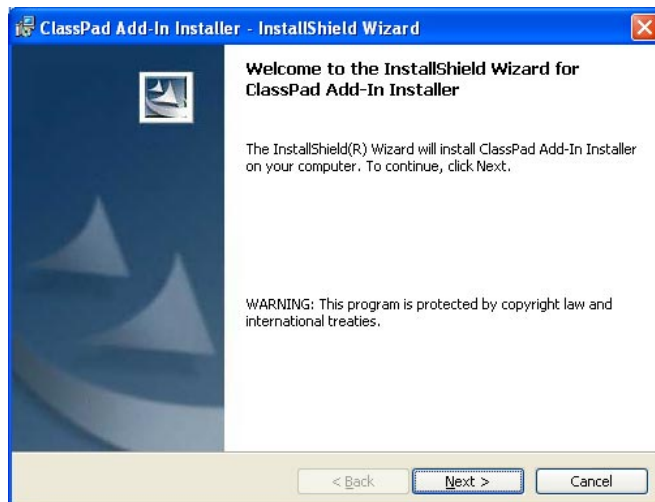 ClassPad Add-In Installer - InstallShield Wizard
Welcome to the InstallShield Wizard for
ClassPad Add-In Installer
The InstallShield(R) Wizard will install ClassPad Add-In Installer
on your computer. To continue, click Next.
WARNING: This program is protected by copyright law and
international treaties.
< Back Next > Cancel